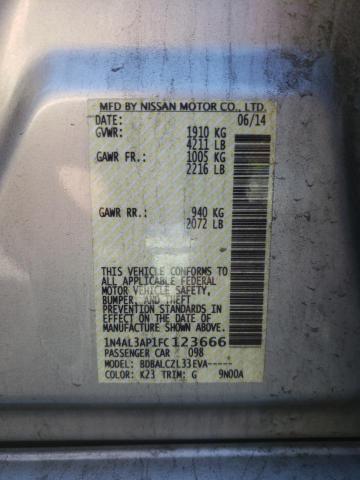 MFD BY NISSAN MOTOR CO., LTD.
DATE: 06/14
GVWR: 1910 KG
4211 LB
GAWR FR.: 1005 KG
2216 LB
GAWR RR.: 940 KG
2072 LB
THIS VEHICLE CONFORMS TO
ALL APPLICABLE FEDERAL
MOTOR VEHICLE SAFETY,
BUMPER, AND THEFT
PREVENTION STANDARDS
IN EFFECT ON THE DATE OF
MANUFACTURE SHOWN ABOVE.
1N4AL3AP1FC123666
PASSENGER CAR 098
MODEL: BDBALCZL33EVA-----
COLOR: K23 TRIM: G 9N00A